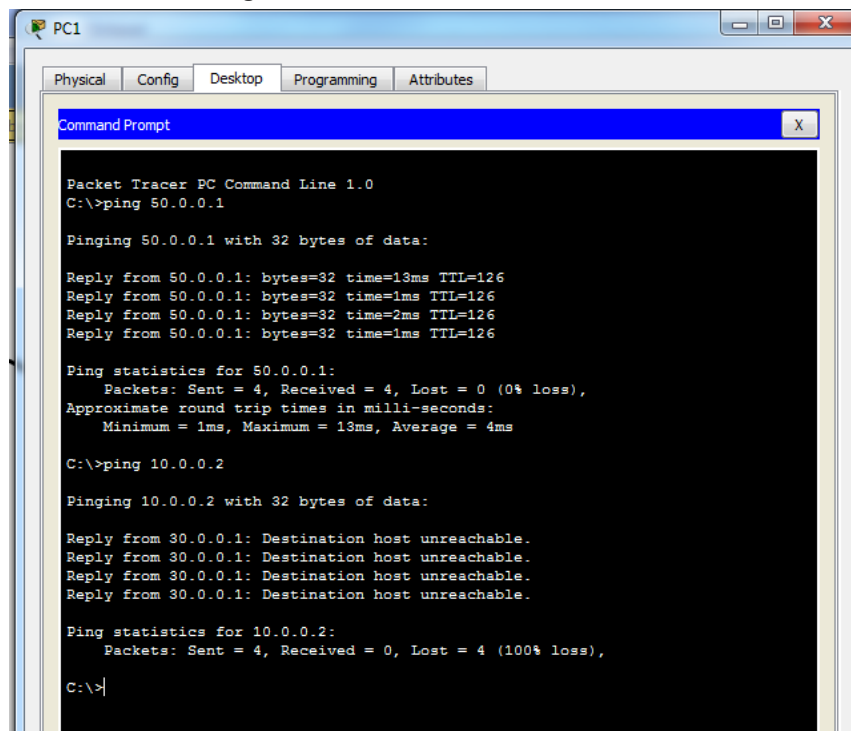 PC1
Physical Config Desktop Programming Attributes
Command Prompt X
Packet Tracer PC Command Line 1.0
C:\>ping 50.0.0.1
Pinging 50.0.0.1 with 32 bytes of data:
Reply from 50.0.0.1: bytes=32 time=13ms TTL=126
Reply from 50.0.0.1: bytes=32 time=1ms TTL=126
Reply from 50.0.0.1: bytes=32 time=2ms TTL=126
Reply from 50.0.0.1: bytes=32 time=1ms TTL=126
Ping statistics for 50.0.0.1:
Packets: Sent = 4, Received = 4, Lost = 0 (0% loss),
Approximate round trip times in milli-seconds:
Minimum = 1ms, Maximum = 13ms, Average = 4ms
C:\>ping 10.0.0.2
Pinging 10.0.0.2 with 32 bytes of data:
Reply from 30.0.0.1: Destination host unreachable.
Reply from 30.0.0.1: Destination host unreachable.
Reply from 30.0.0.1: Destination host unreachable.
Reply from 30.0.0.1: Destination host unreachable.
Ping statistics for 10.0.0.2:
Packets: Sent = 4, Received = 0, Lost = 4 (100% loss),
C:\>